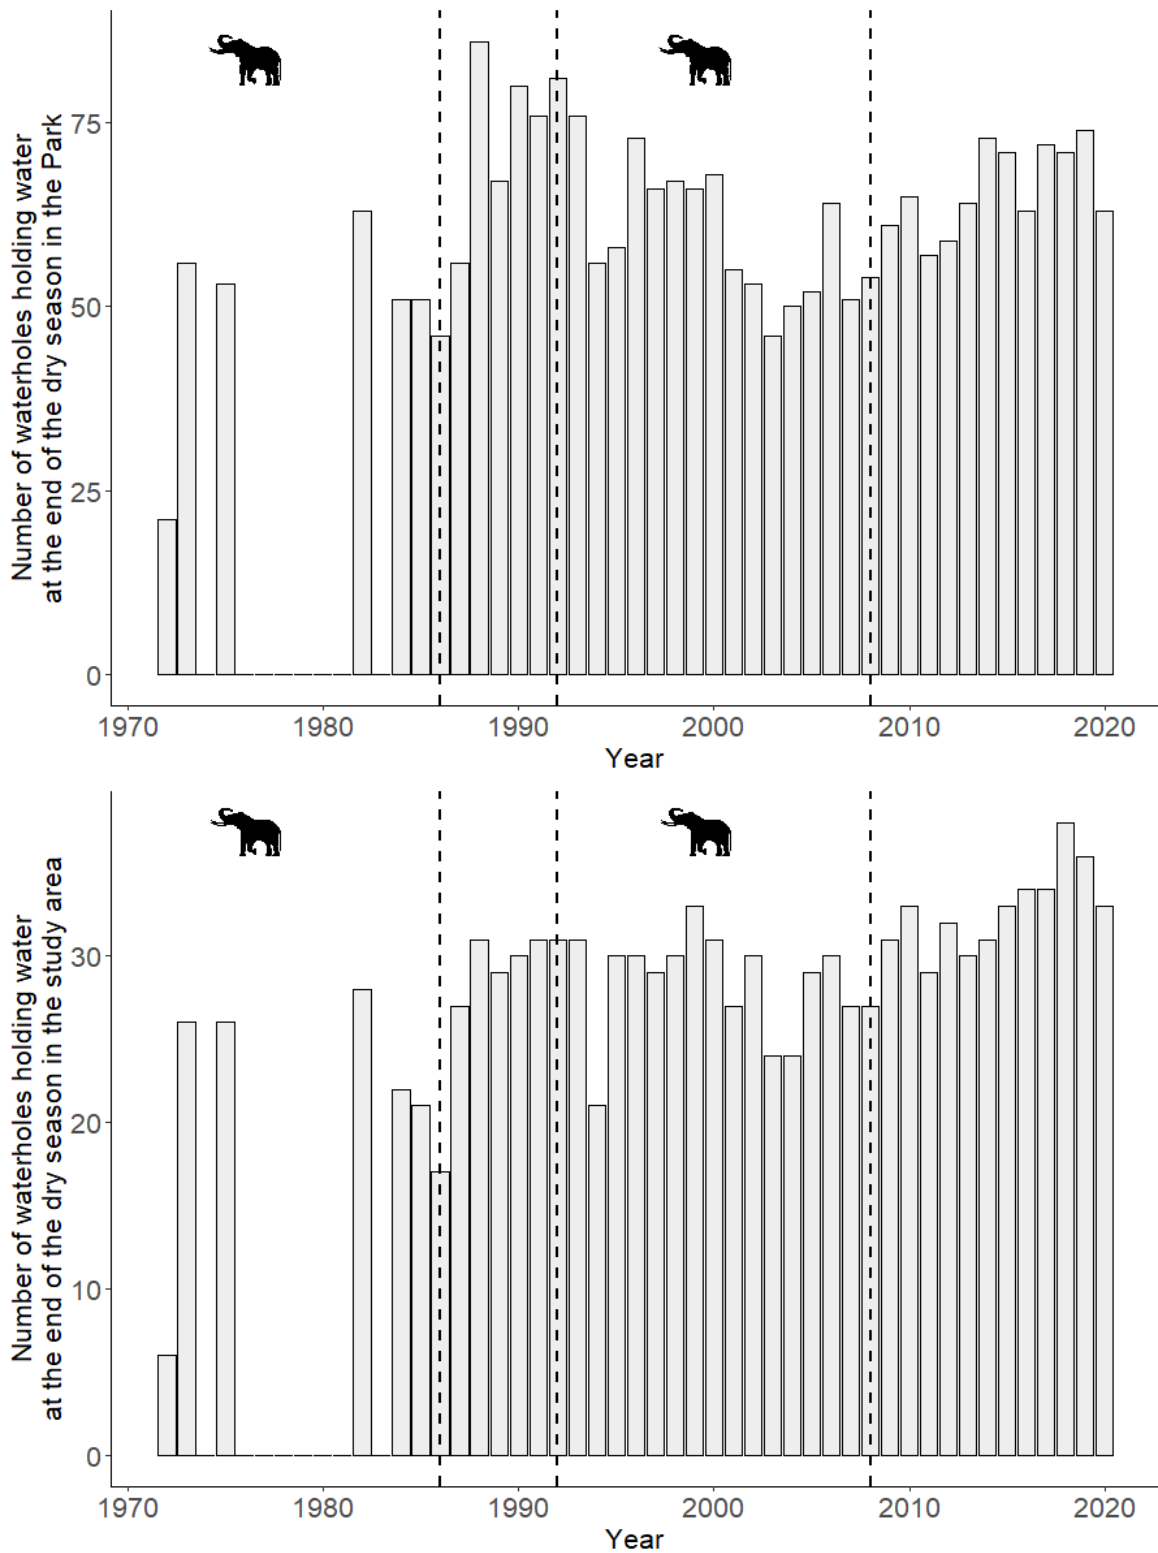 Number of waterholes holding water
at the end of the dry season in the Park
75
50
25
0
1970 1980 1990 2000 2010 2020
Year
Number of waterholes holding water
at the end of the dry season in the study area
30
20
10
0
1970 1980 1990 2000 2010 2020
Year